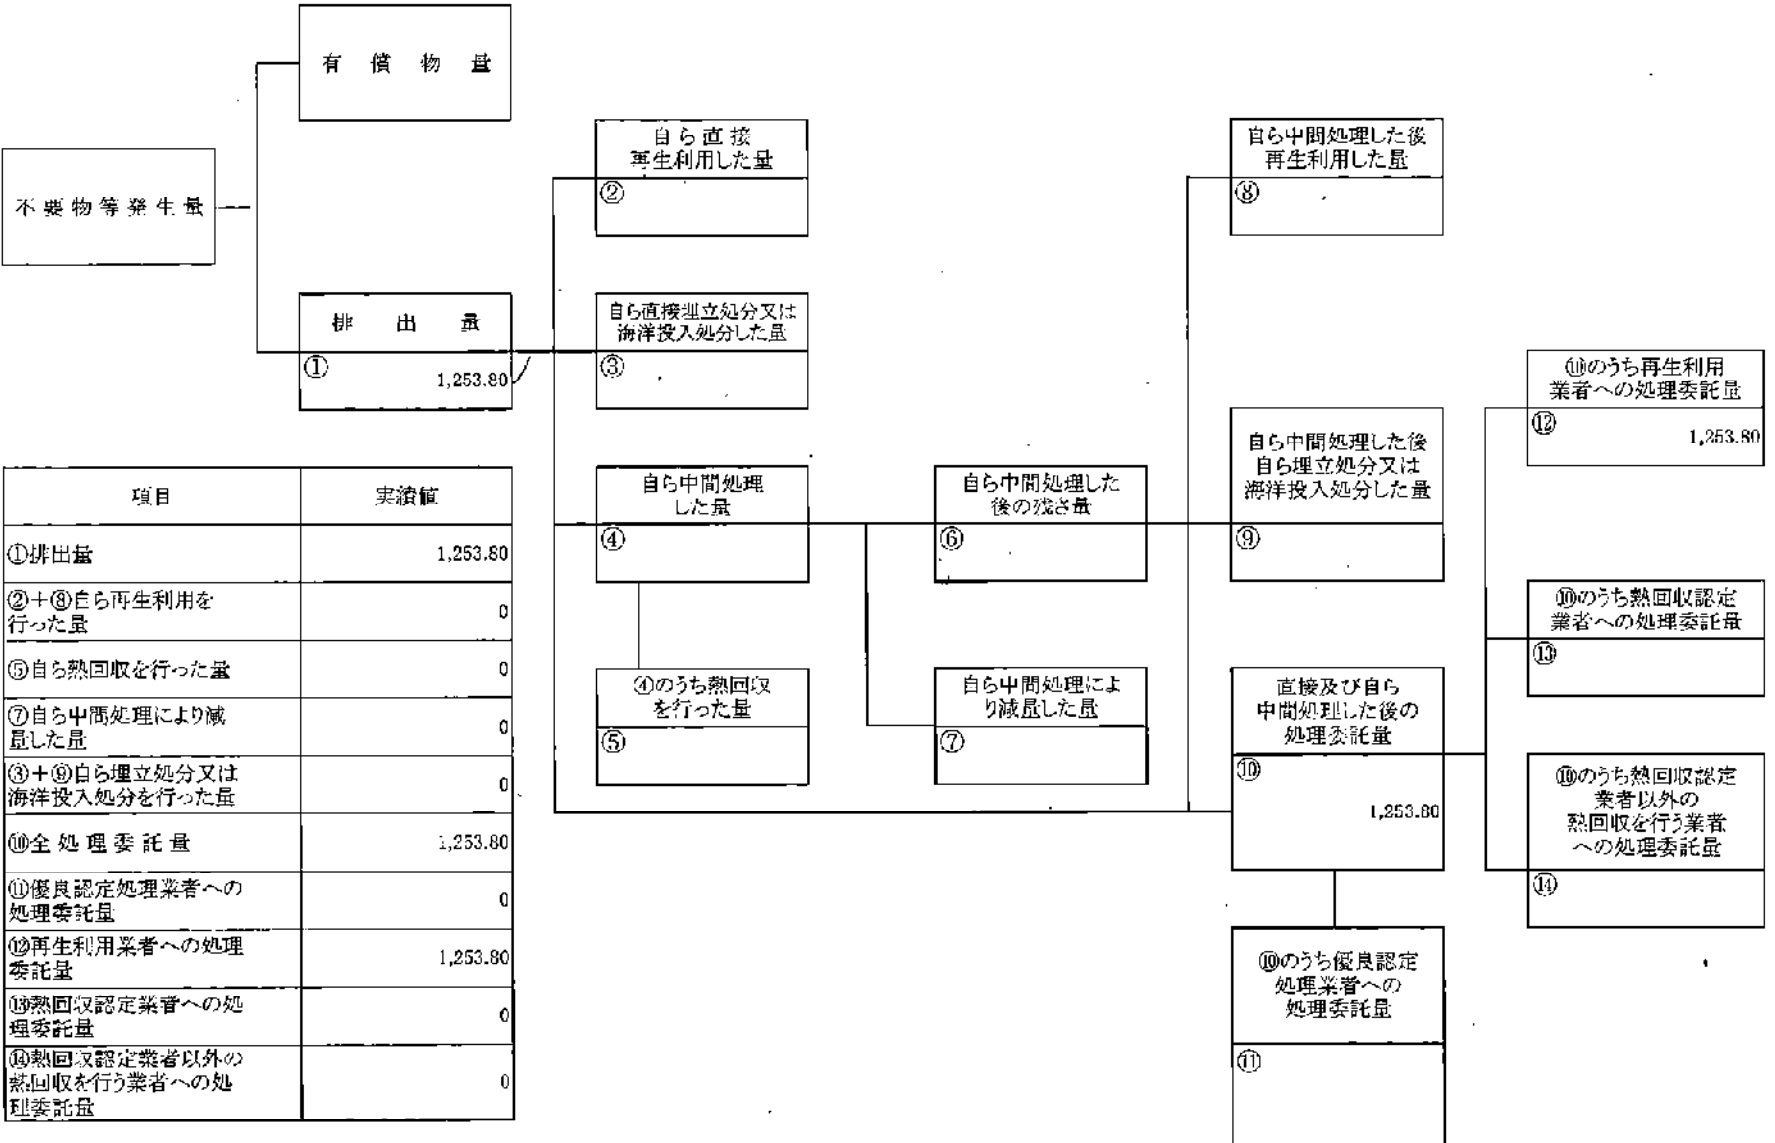 有償物量
不要物等発生量
排出量
①
1,253.80
自ら直接
再生利用した量
②
自ら直接埋立処分又は
海洋投入処分した量
③
自ら中間処理
した量
④
④のうち熱回収
を行った量
⑤
自ら中間処理した
後の残さ量
⑥
自ら中間処理によ
り減量した量
⑦
自ら中間処理した後
再生利用した量
⑧
自ら中間処理した後
自ら埋立処分又は
海洋投入処分した量
⑨
直接及び自ら
中間処理した後の
処理委託量
⑩
1,253.80
⑩のうち優良認定
処理業者への
処理委託量
⑪
⑩のうち再生利用
業者への処理委託量
⑫
1,253.80
⑩のうち熱回収認定
業者への処理委託量
⑬
⑩のうち熱回収認定
業者以外の
熱回収を行う業者
への処理委託量
⑭
項目 実績値
①排出量 1,253.80
②+⑧自ら再生利用を
行った量 0
⑤自ら熱回収を行った量 0
⑦自ら中間処理により減
量した量 0
③+⑨自ら埋立処分又は
海洋投入処分を行った量 0
⑩全処理委託量 1,253.80
⑪優良認定処理業者への
処理委託量 0
⑫再生利用業者への処理
委託量 1,253.80
⑬熱回収認定業者への処
理委託量 0
⑭熱回収認定業者以外の
熱回収を行う業者への処
理委託量 0